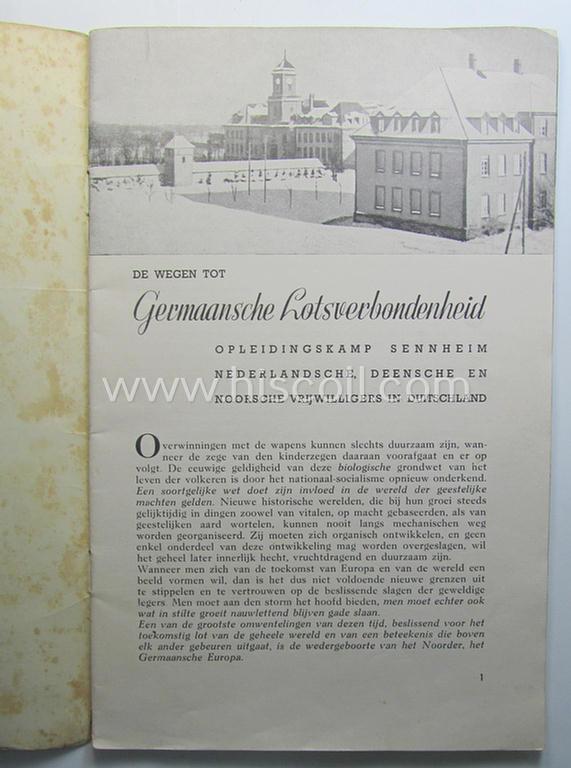 DE WEGEN TOT
Germaansche Lotsverbondenheid
OPLEIDINGSKAMP SENNHEIM
NEDERLANDSCHE, DEENSCHE EN
www.hiscoll.com
NOORSCHE VRIJWILLIGERS IN DUITSCHLAND
Overwinningen met de wapens kunnen slechts duurzaam zijn, wan-
neer de zege van den kinderzegen daaraan voorafgaat en er op
volgt. De eeuwige geldigheid van deze biologische grondwet van het
leven der volkeren is door het nationaal-socialisme opnieuw onderkend.
Een soortgelijke wet doet zijn invloed in de wereld der geestelijke
machten gelden. Nieuwe historische werelden, die bij hun groei steeds
gelijktijdig in dingen zoowel van vitalen, op macht gebaseerden, als van
geestelijken aard wortelen, kunnen nooit langs mechanischen weg
worden georganiseerd. Zij moeten zich organisch ontwikkelen, en geen
enkel onderdeel van deze ontwikkeling mag worden overgeslagen, wil
het geheel later innerlijk hecht, vruchtdragend en duurzaam zijn.
Wanneer men zich van de toekomst van Europa en van de wereld een
beeld vormen wil, dan is het dus niet voldoende nieuwe grenzen uit
te stippelen en te vertrouwen op de beslissende slagen der geweldige
legers. Men moet aan den storm het hoofd bieden, men moet echter ook
wat in stilte groeit nauwlettend blijven gade slaan.
Een van de grootste omwentelingen van dezen tijd, beslissend voor het
toekomstig lot van de geheele wereld en van een beteekenis die boven
elk ander gebeuren uitgaat, is de wedergeboorte van het Noorder, het
Germaansche Europa.
1